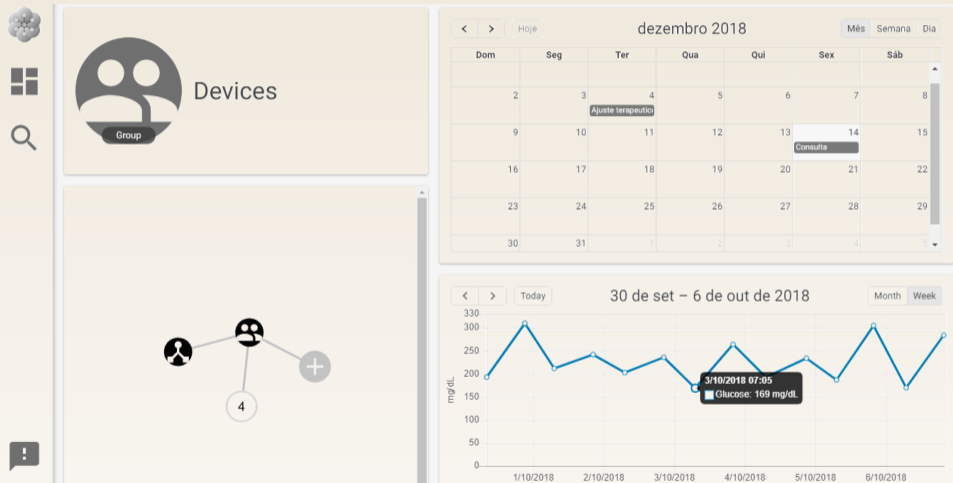 Devices
Group
4
Hoje
dezembro 2018
Mês Semana Dia
Dom Seg Ter Qua Qui Sex Sáb
2 3 4 5 6 7 8
Ajuste terapeutico
9 10 11 12 13 14 15
Consulta
16 17 18 19 20 21 22
23 24 25 26 27 28 29
30 31 1 2 3 4 5
Today
30 de set – 6 de out de 2018
Month Week
mg/dL
330
300
250
200
150
100
50
0
3/10/2018 07:05
Glucose: 169 mg/dL
1/10/2018 2/10/2018 3/10/2018 4/10/2018 5/10/2018 6/10/2018